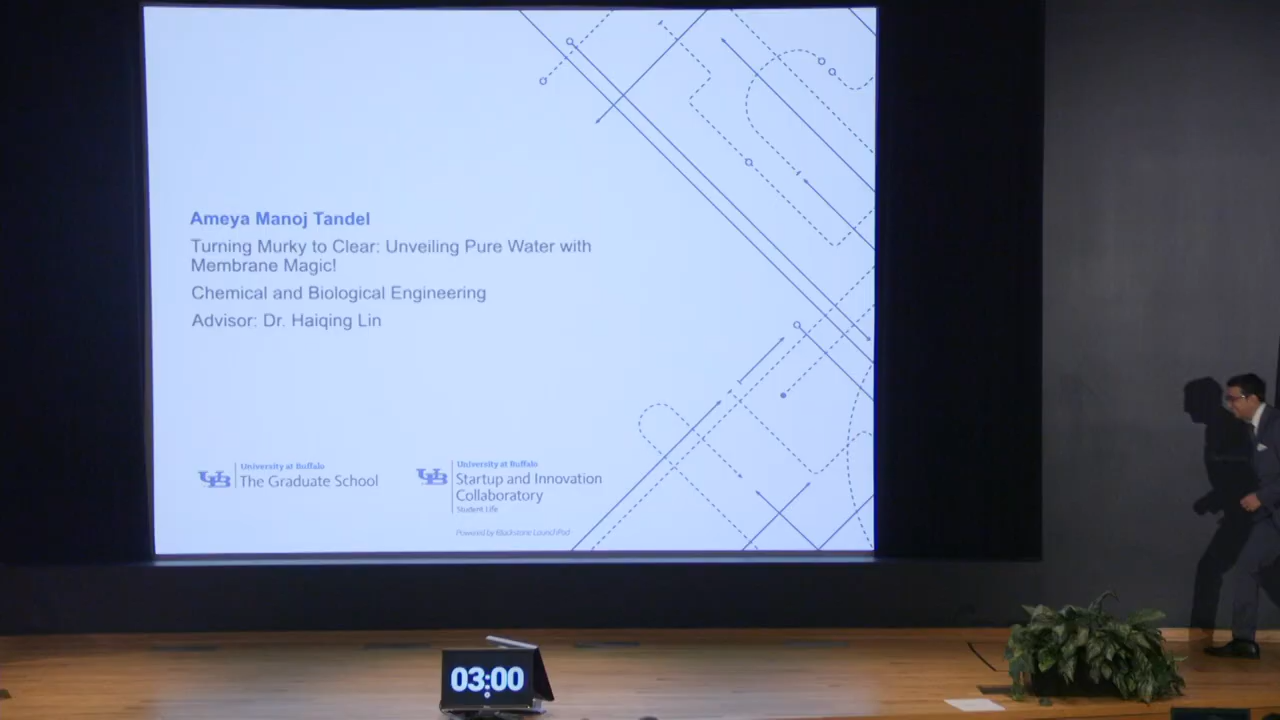 Ameya Manoj Tandel
Turning Murky to Clear: Unveiling Pure Water with
Membrane Magic!
Chemical and Biological Engineering
Advisor: Dr. Haiqing Lin
UB
University at Buffalo
The Graduate School
UB
University at Buffalo
Startup and Innovation
Collaboratory
Student Life
Powered by Blackstone LaunchPad
03:00